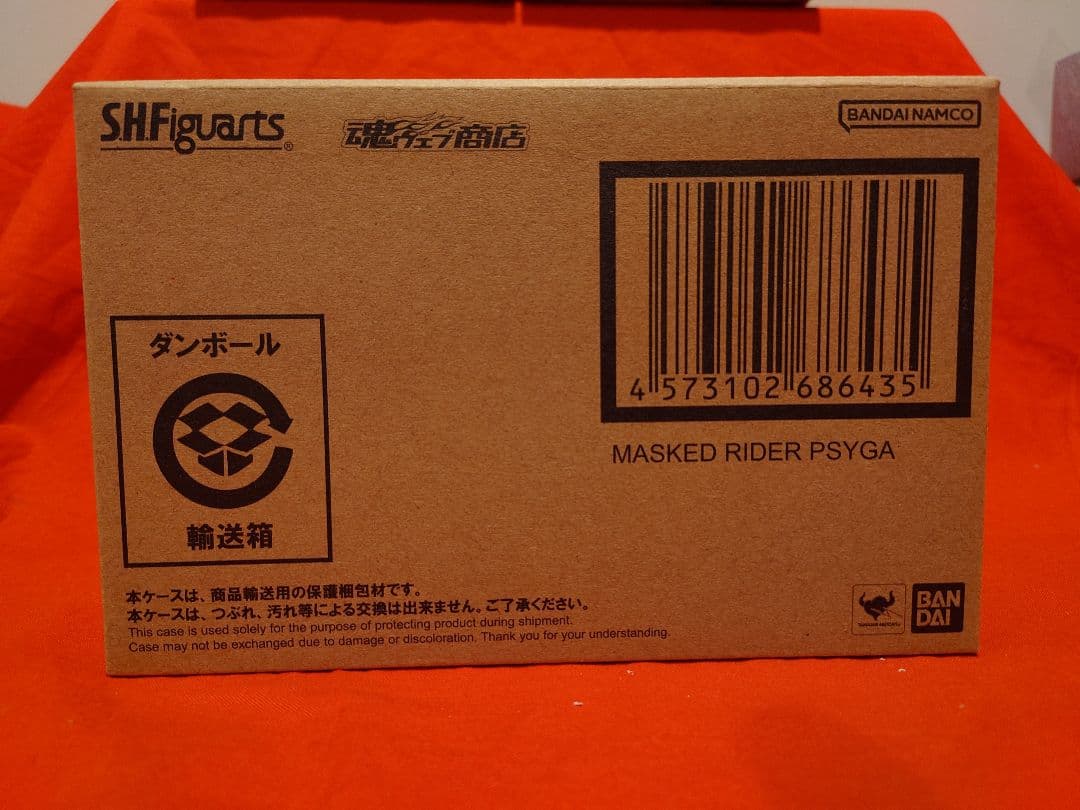 S.H.Figuarts®
魂ウェブ商店
BANDAI NAMCO
4 573102 686435
MASKED RIDER PSYGA
ダンボール
輸送箱
本ケースは、商品輸送用の保護梱包材です。
本ケースは、つぶれ、汚れ等による交換は出来ません。ご了承ください。
This case is used solely for the purpose of protecting product during shipment.
Case may not be exchanged due to damage or discoloration. Thank you for your understanding.
BAN
DAI